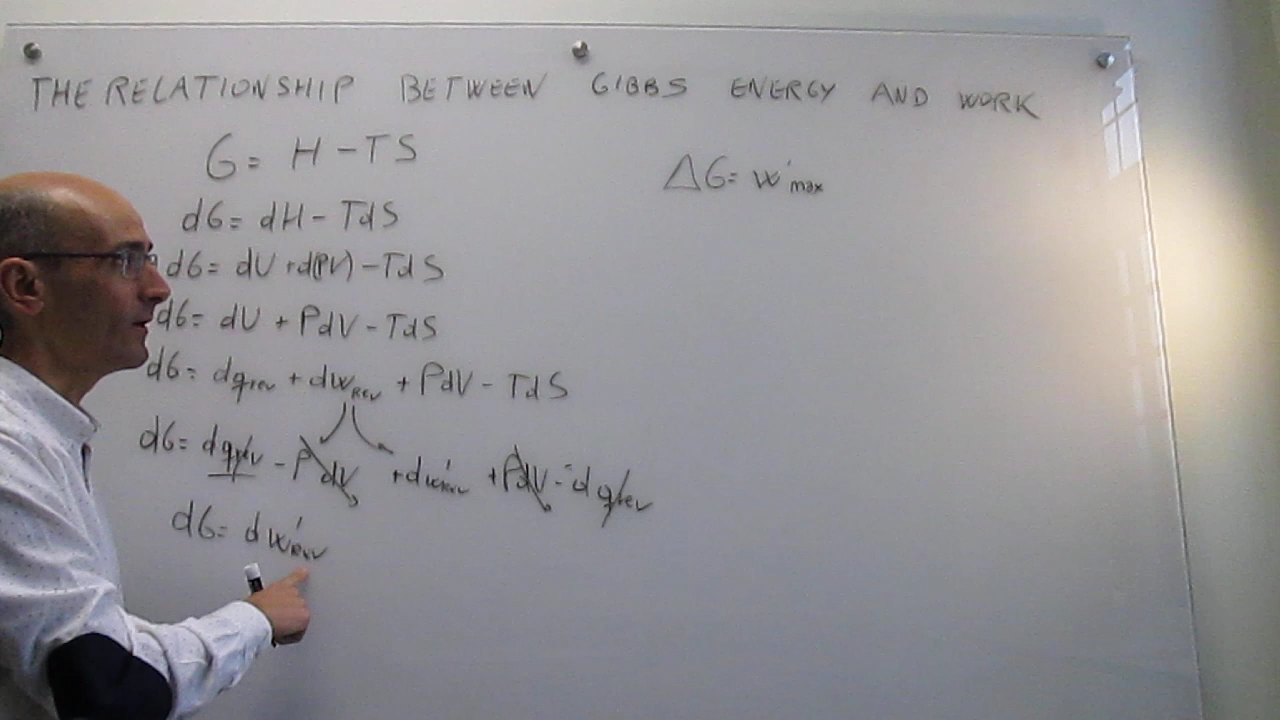 THE RELATIONSHIP BETWEEN GIBBS ENERGY AND WORK
G = H - TS
dG = dH - TdS
dG = dU + d(PV) - TdS
dG = dU + PdV - TdS
dG = dqrev + dwRev + PdV - TdS
dG = dqrev - PdV + dw'Rev + PdV - dqrev
dG = dw'Rev
ΔG = w'max